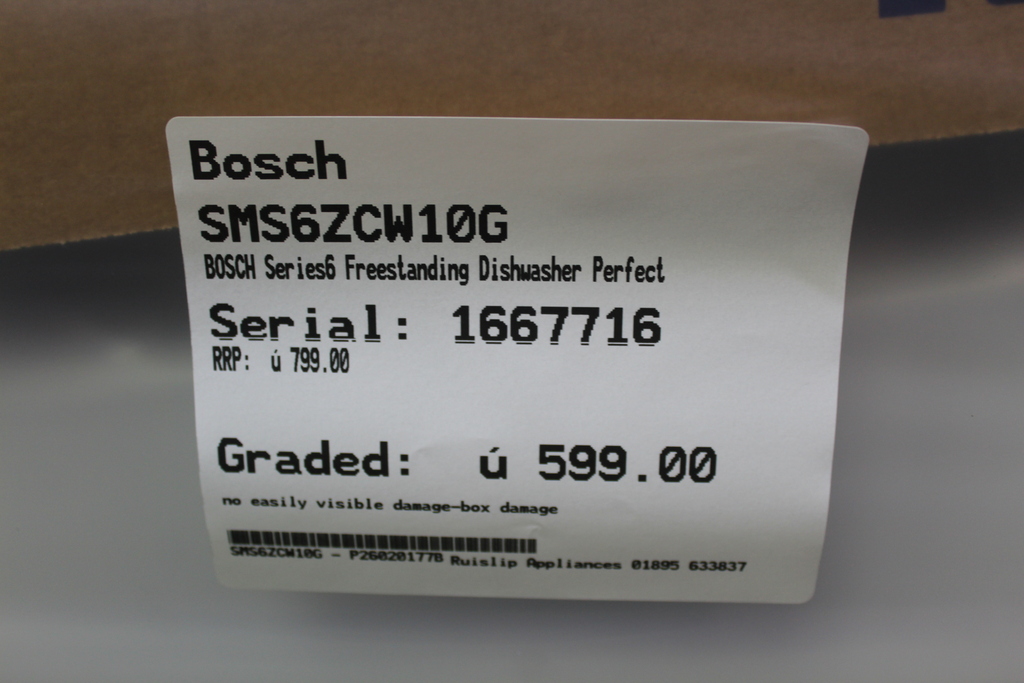 Bosch
SMS6ZCW10G
BOSCH Series6 Freestanding Dishwasher Perfect
Serial: 1667716
RRP: ú 799.00
Graded: ú 599.00
no easily visible damage-box damage
SMS6ZCW10G - P26020177B Ruislip Appliances 01895 633837